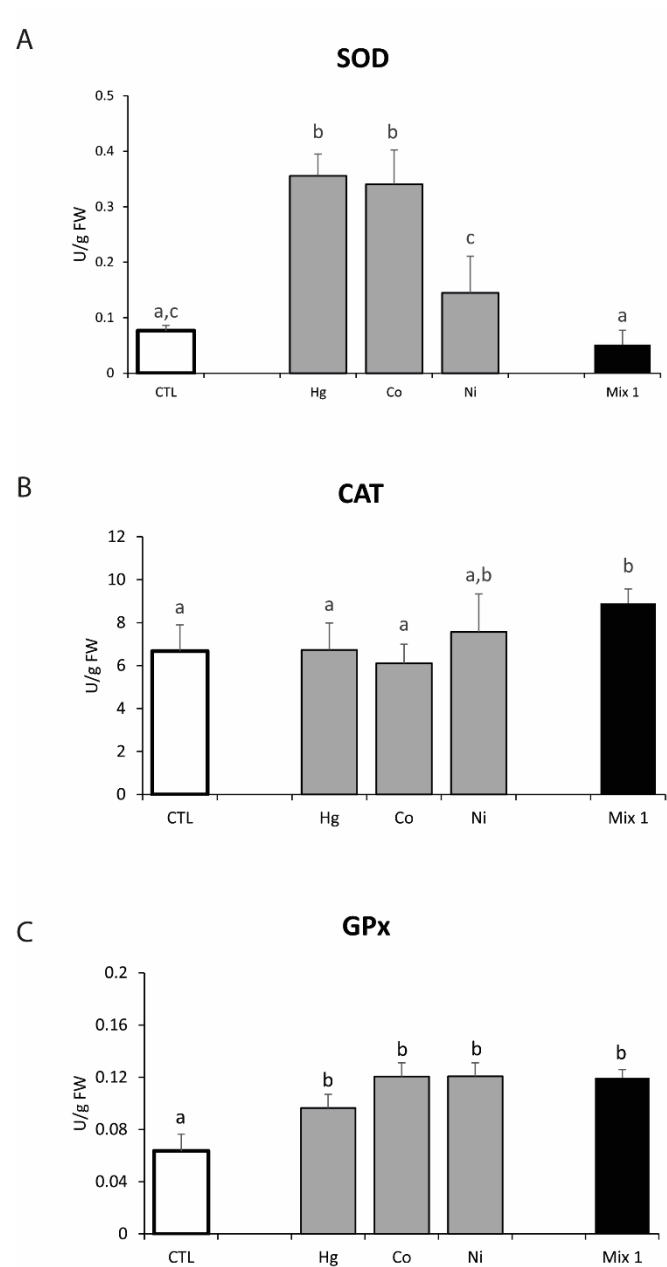 A
SOD
U/g FW
0.5
0.4
0.3
0.2
0.1
0
a,c
b
b
c
a
CTL
Hg
Co
Ni
Mix 1
B
CAT
U/g FW
12
10
8
6
4
2
0
a
a
a
a,b
b
CTL
Hg
Co
Ni
Mix 1
C
GPx
U/g FW
0.2
0.16
0.12
0.08
0.04
0
a
b
b
b
b
CTL
Hg
Co
Ni
Mix 1